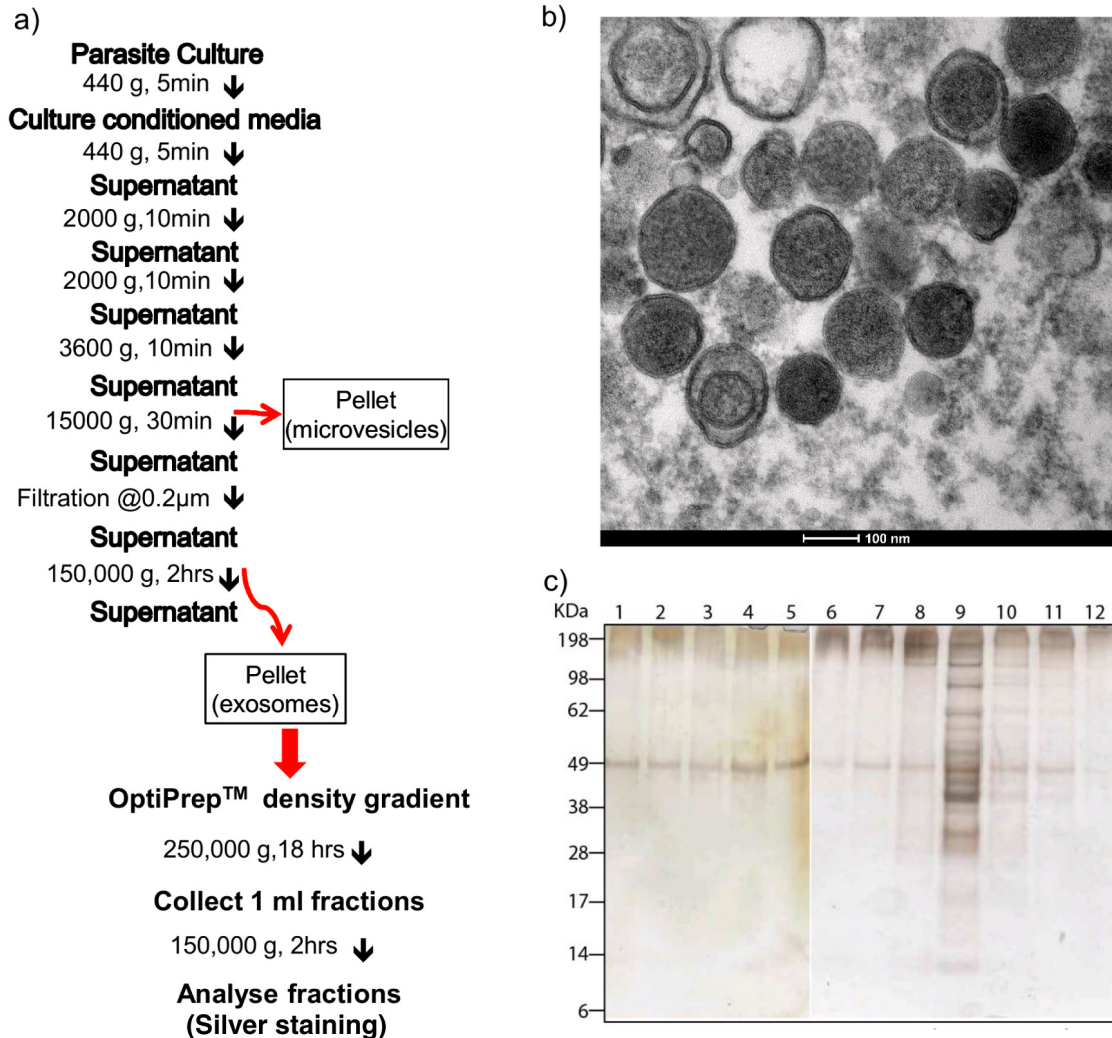 a)
Parasite Culture
440 g, 5min
Culture conditioned media
440 g, 5min
Supernatant
2000 g,10min
Supernatant
2000 g,10min
Supernatant
3600 g, 10min
Supernatant
15000 g, 30min
Pellet
(microvesicles)
Supernatant
Filtration @0.2µm
Supernatant
150,000 g, 2hrs
Supernatant
Pellet
(exosomes)
OptiPrep™ density gradient
250,000 g,18 hrs
Collect 1 ml fractions
150,000 g, 2hrs
Analyse fractions
(Silver staining)
b)
100 nm
c)
KDa 1 2 3 4 5 6 7 8 9 10 11 12
198
98
62
49
38
28
17
14
6